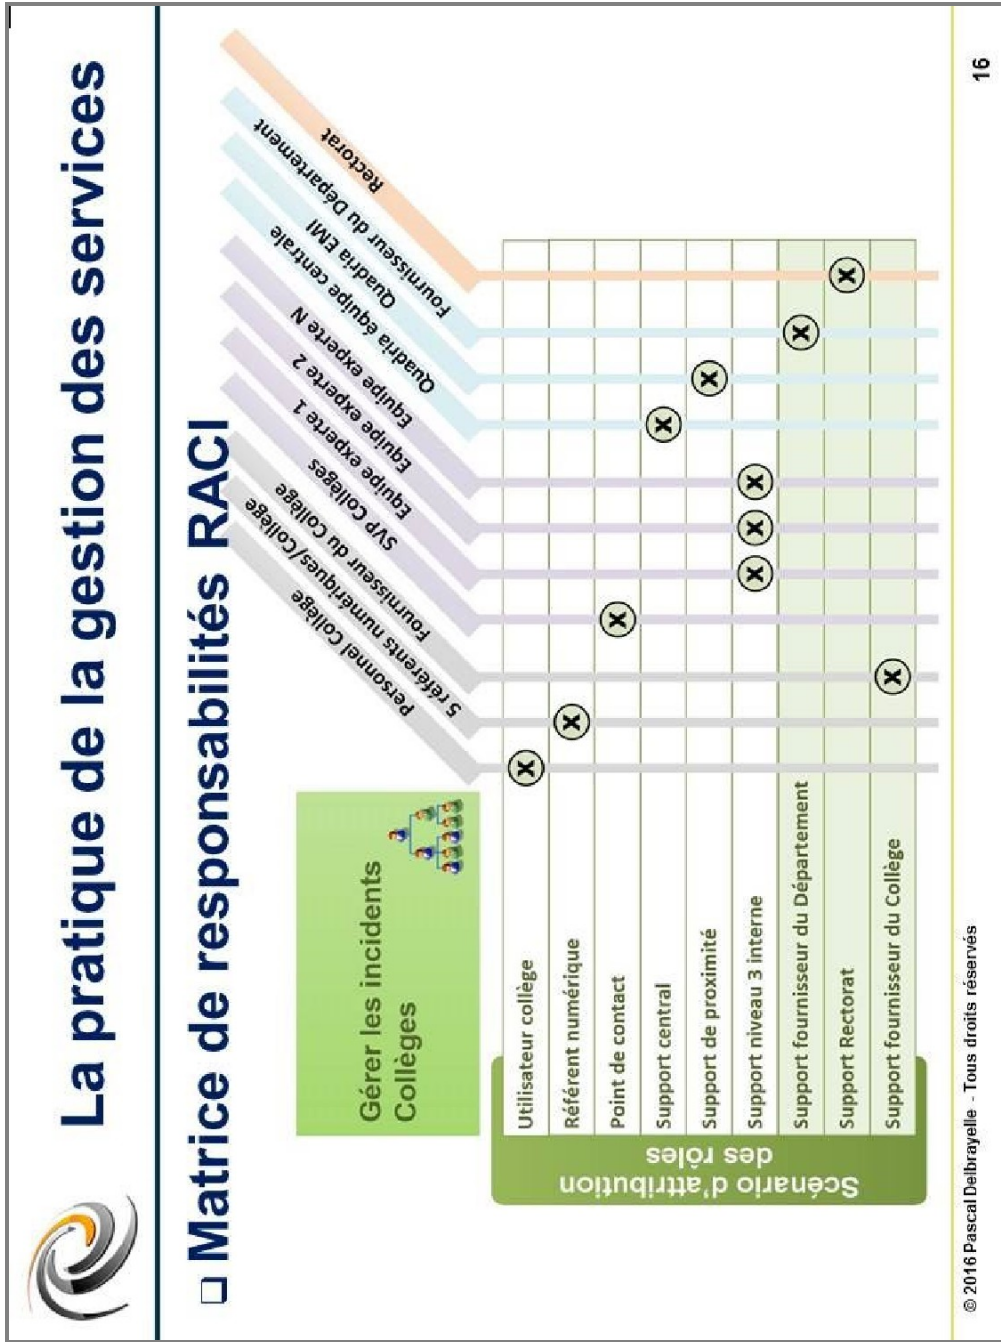 La pratique de la gestion des services
❑ Matrice de responsabilités RACI
Gérer les incidents
Collèges
Personnel Collège
5 référents numériques/Collège
Fournisseur du Collège
SVP Collèges
Equipe experte 1
Equipe experte 2
Equipe experte N
Quadria équipe centrale
Quadria EMI
Fournisseur du Département
Rectorat
Scénario d'attribution
des rôles
Utilisateur collège X
Référent numérique X
Point de contact X
Support central X
Support de proximité X
Support niveau 3 interne X X X
Support fournisseur du Département X
Support Rectorat X
Support fournisseur du Collège X
© 2016 Pascal Delbrayelle - Tous droits réservés
16